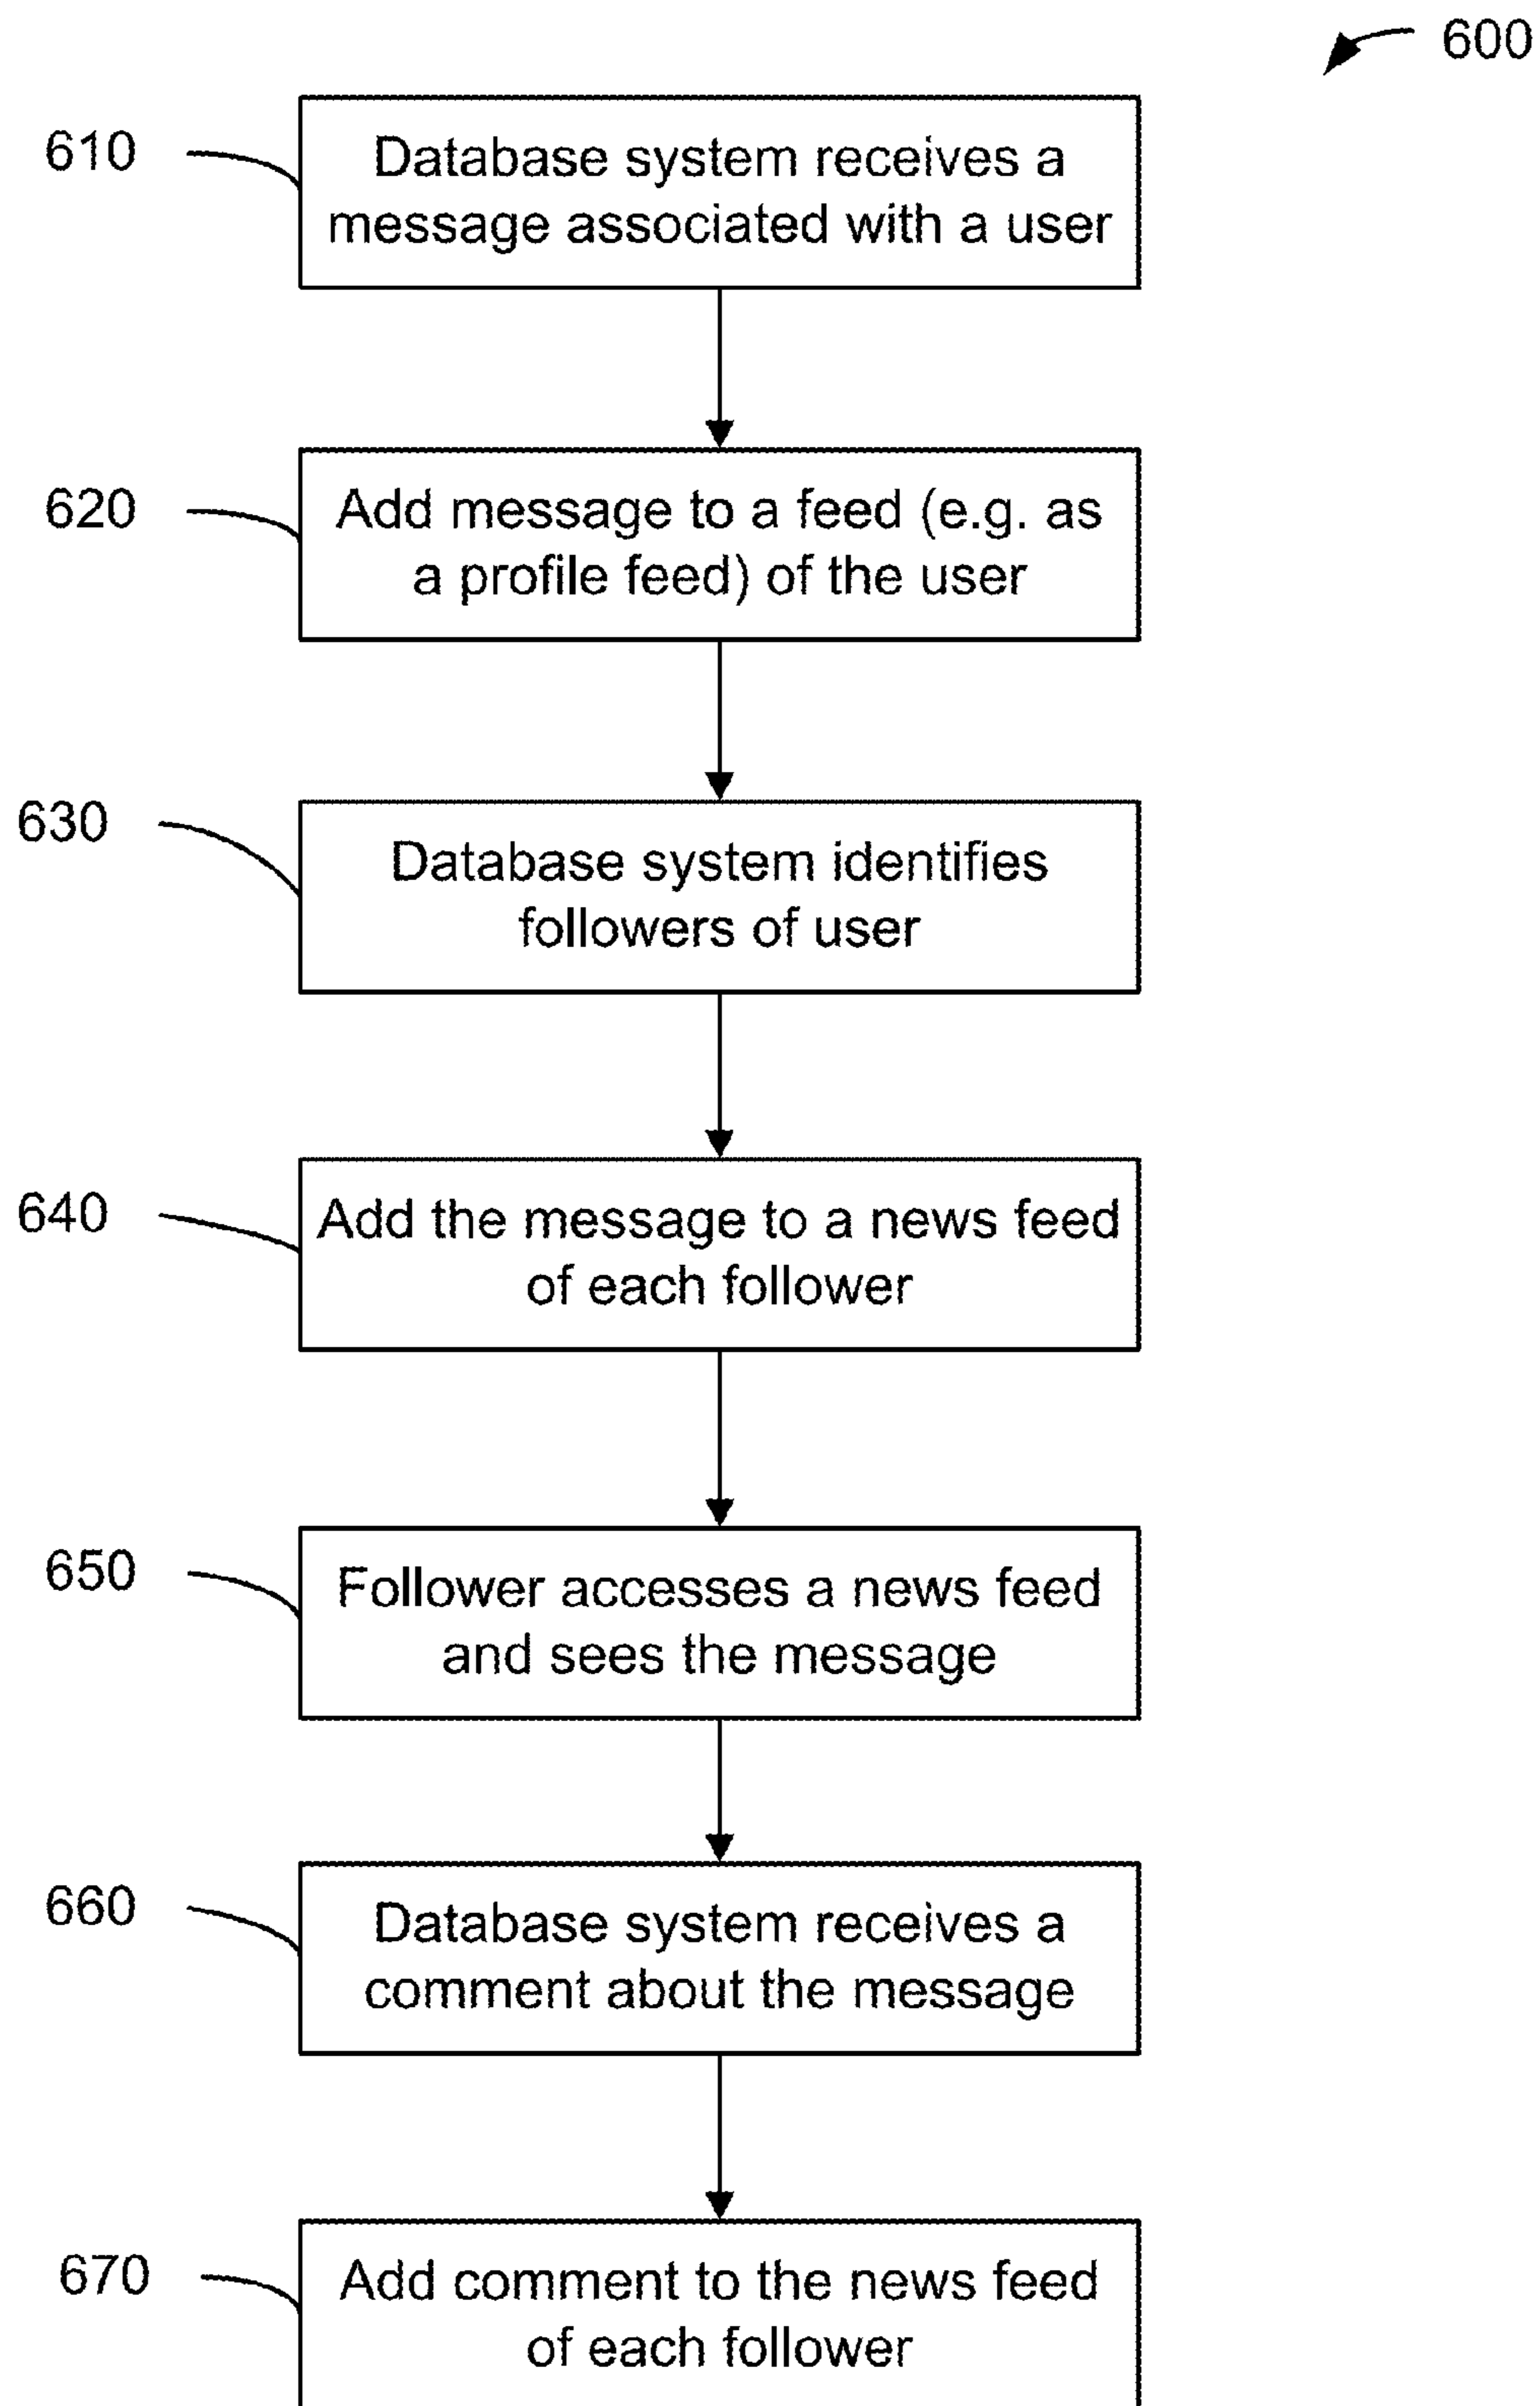 600
610
Database system receives a
message associated with a user
620
Add message to a feed (e.g. as
a profile feed) of the user
630
Database system identifies
followers of user
640
Add the message to a news feed
of each follower
650
Follower accesses a news feed
and sees the message
660
Database system receives a
comment about the message
670
Add comment to the news feed
of each follower